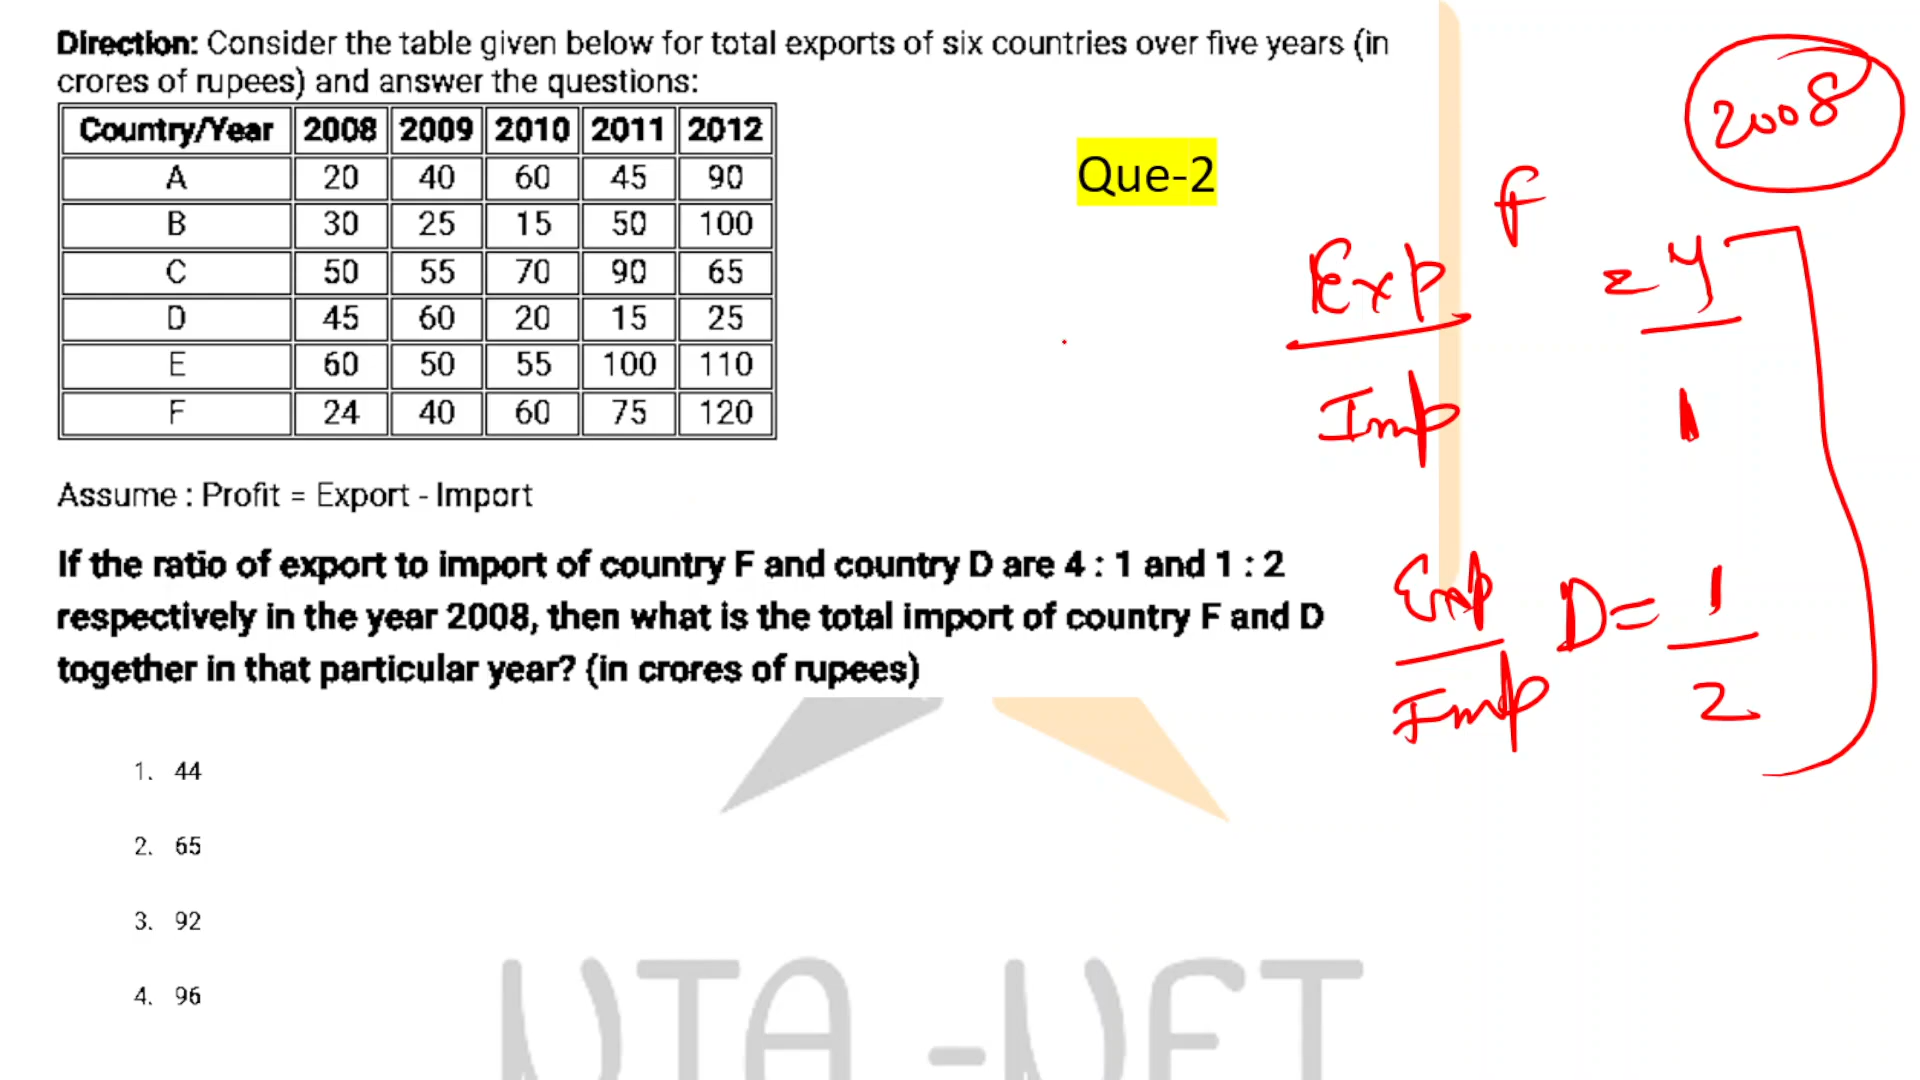 Direction: Consider the table given below for total exports of six countries over five years (in
crores of rupees) and answer the questions:
Country/Year 2008 2009 2010 2011 2012
A 20 40 60 45 90
B 30 25 15 50 100
C 50 55 70 90 65
D 45 60 20 15 25
E 60 50 55 100 110
F 24 40 60 75 120
Que-2
2008
F
Exp = 4
Imp 1
Assume : Profit = Export - Import
If the ratio of export to import of country F and country D are 4 : 1 and 1 : 2
respectively in the year 2008, then what is the total import of country F and D
together in that particular year? (in crores of rupees)
Exp D = 1
Imp 2
1. 44
2. 65
3. 92
4. 96
NTA-NET